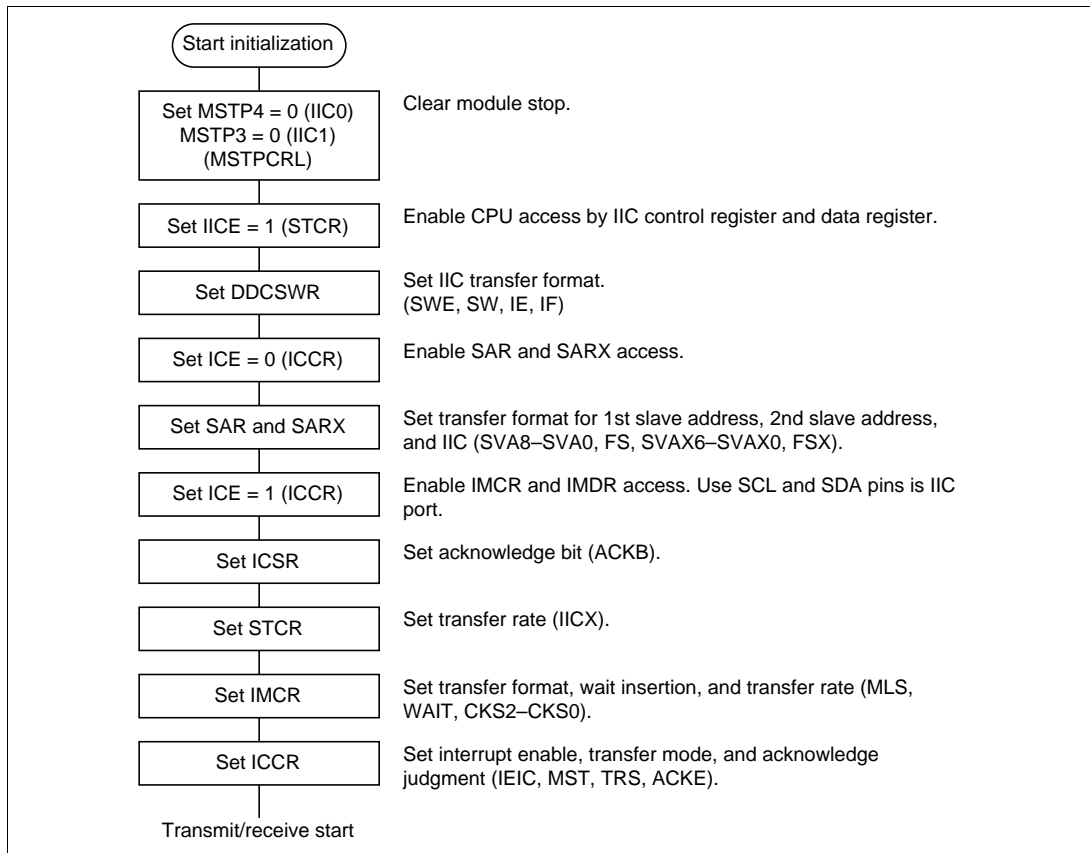 Start initialization
Set MSTP4 = 0 (IIC0)
MSTP3 = 0 (IIC1)
(MSTPCRL)
Clear module stop.
Set IICE = 1 (STCR)
Enable CPU access by IIC control register and data register.
Set DDCSWR
Set IIC transfer format.
(SWE, SW, IE, IF)
Set ICE = 0 (ICCR)
Enable SAR and SARX access.
Set SAR and SARX
Set transfer format for 1st slave address, 2nd slave address,
and IIC (SVA8–SVA0, FS, SVAX6–SVAX0, FSX).
Set ICE = 1 (ICCR)
Enable IMCR and IMDR access. Use SCL and SDA pins is IIC
port.
Set ICSR
Set acknowledge bit (ACKB).
Set STCR
Set transfer rate (IICX).
Set IMCR
Set transfer format, wait insertion, and transfer rate (MLS,
WAIT, CKS2–CKS0).
Set ICCR
Set interrupt enable, transfer mode, and acknowledge
judgment (IEIC, MST, TRS, ACKE).
Transmit/receive start